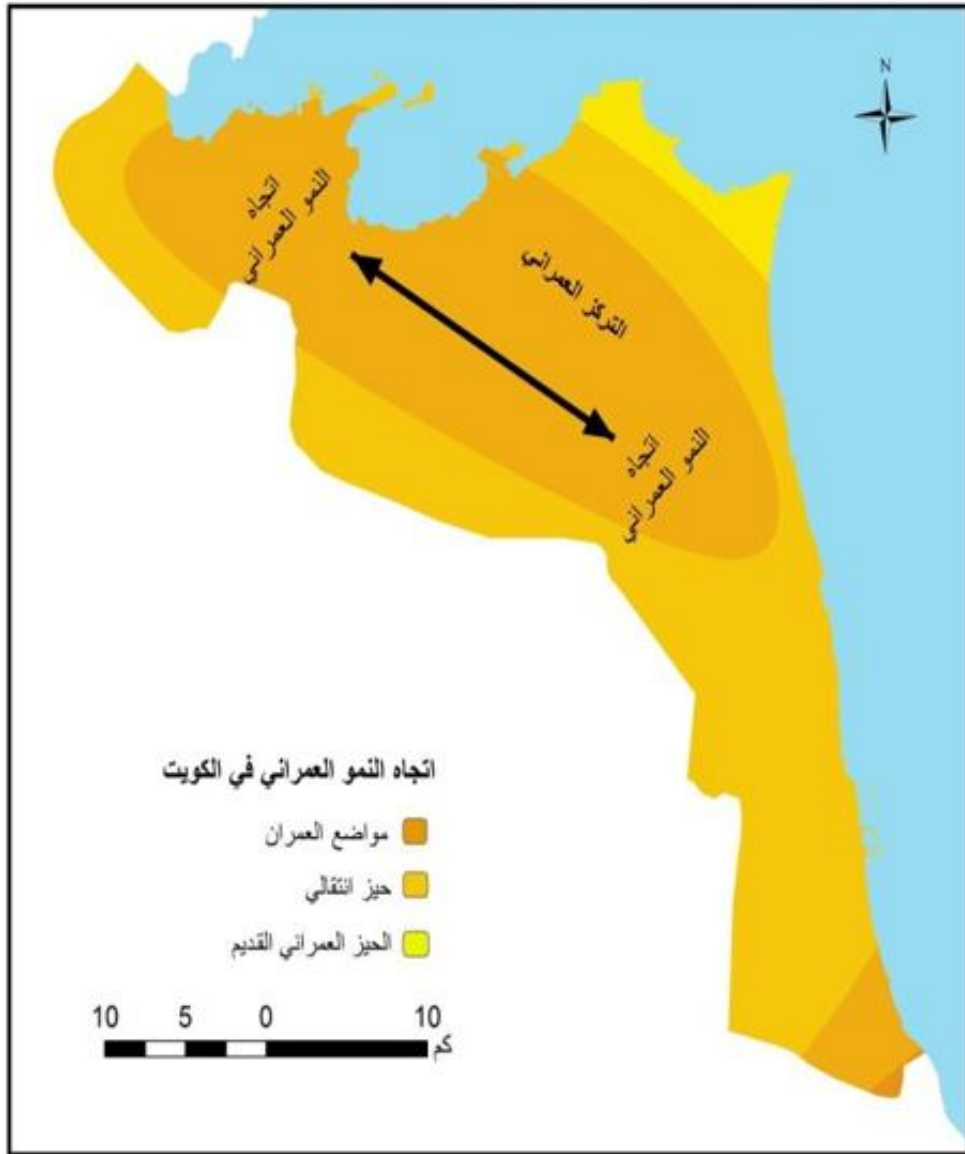 N
اتجاه
النمو العمراني
التركز العمراني
اتجاه
النمو العمراني
اتجاه النمو العمراني في الكويت
مواضع العمران
حيز انتقالي
الحيز العمراني القديم
10 5 0 10
كم